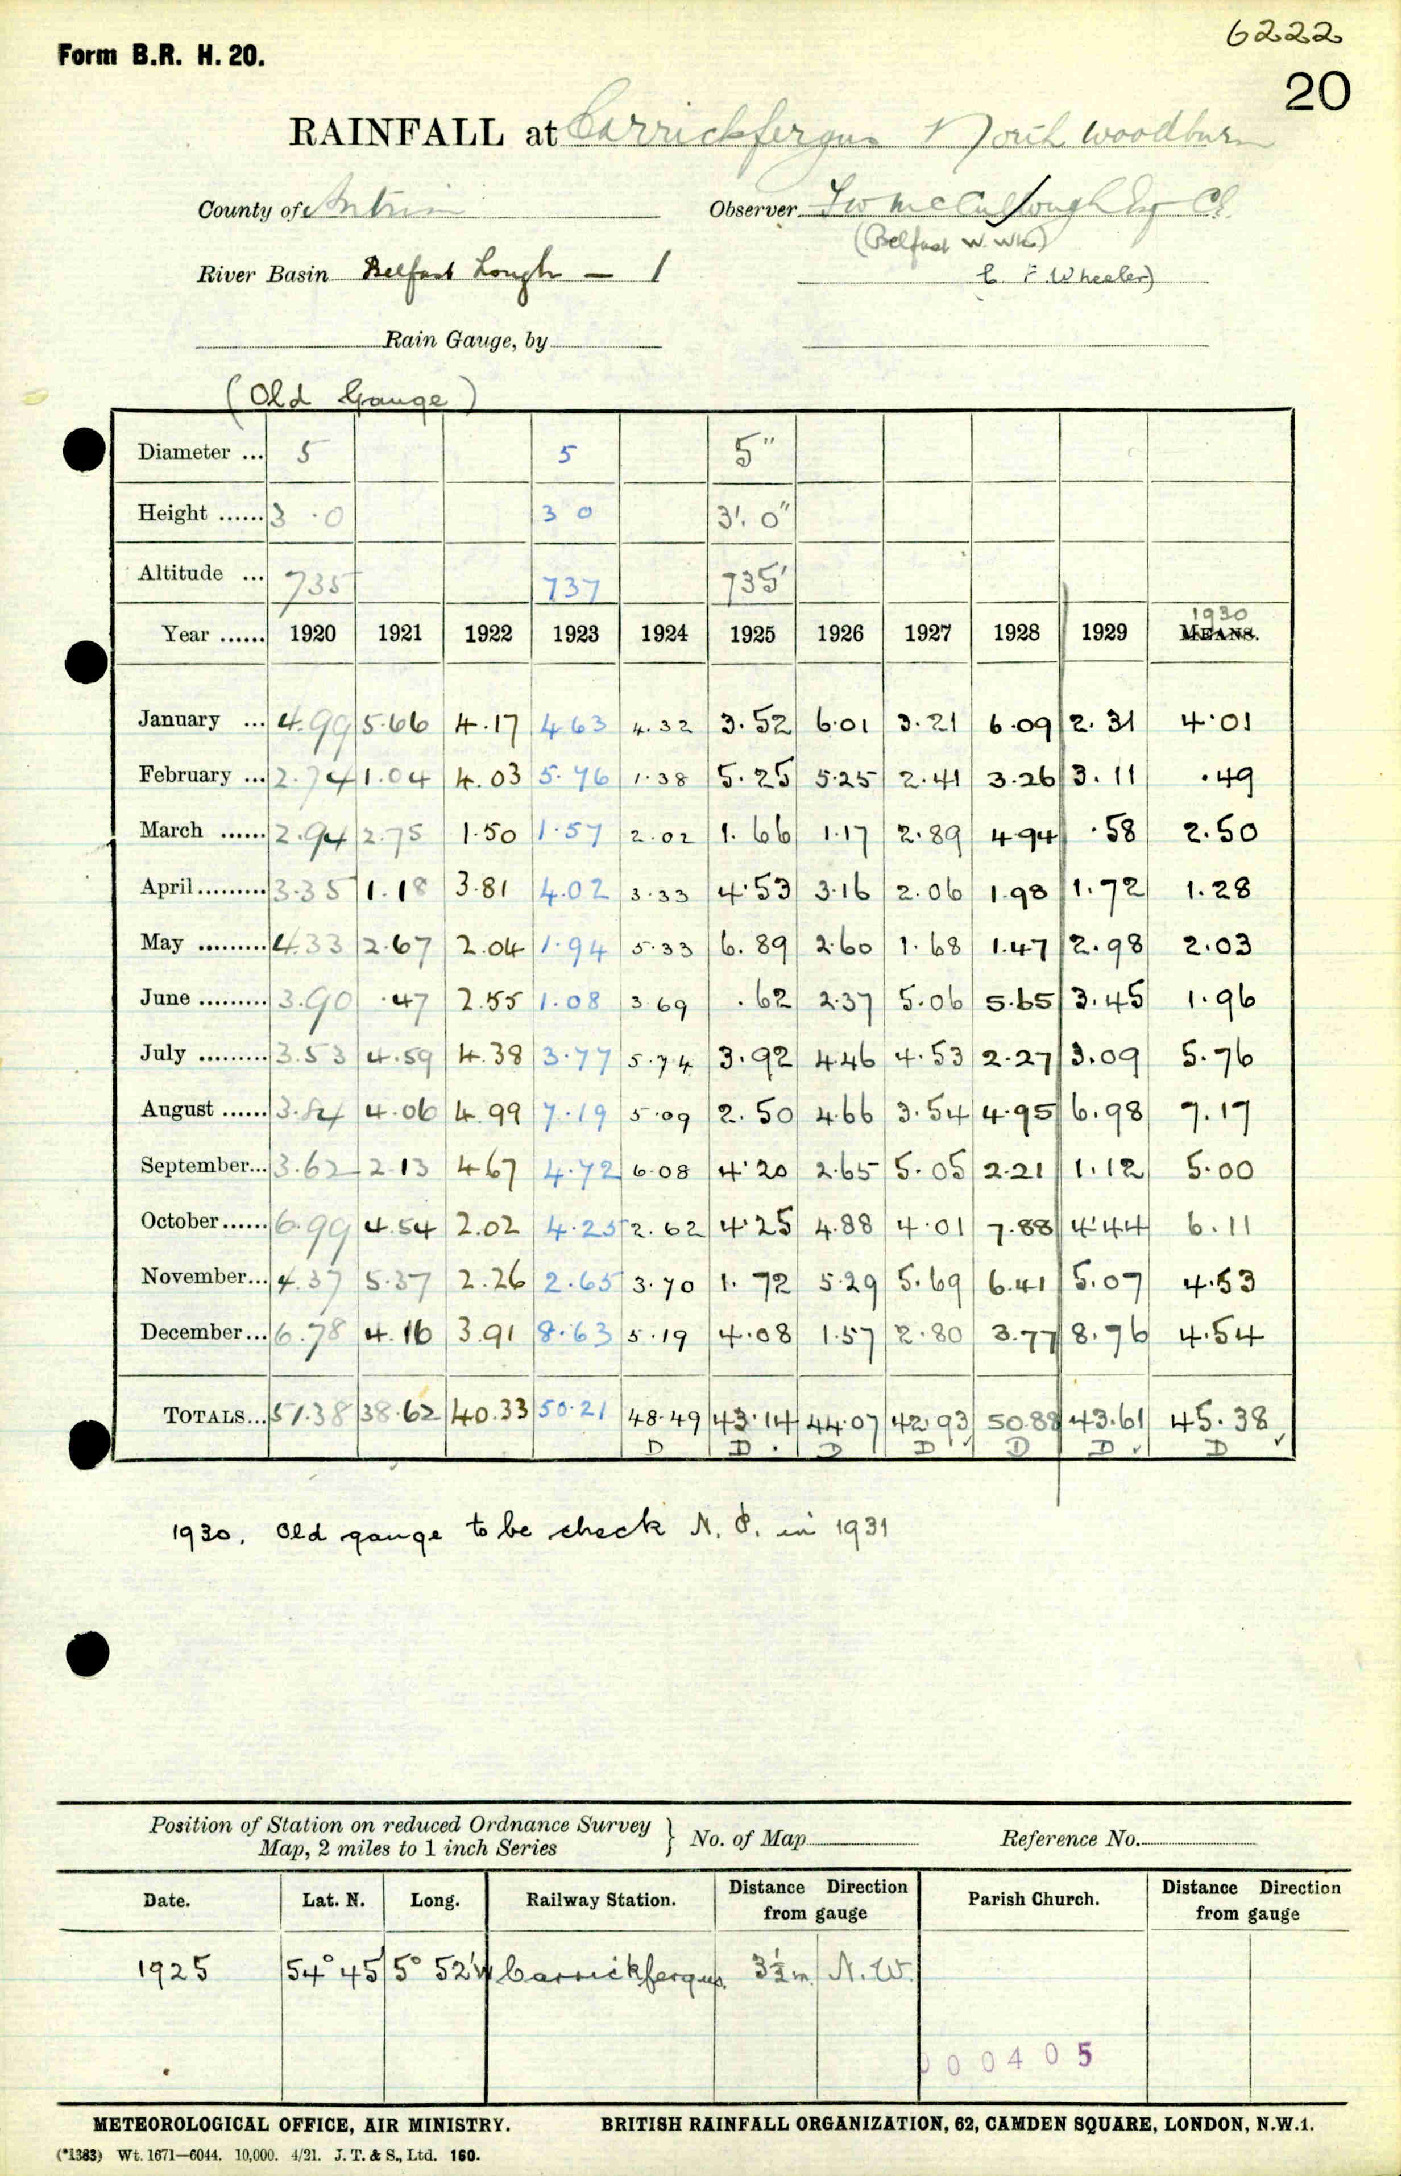 6222
Form B.R. H. 20.
20
RAINFALL at Carrickfergus North Woodburn
County of Antrim Observer
(Belfast W. Wks)
River Basin Belfast Lough — 1 C. F. Wheeler)
Rain Gauge, by
(Old Gauge)
Diameter ... 5 5 5"
Height ...... 3 .0 3 0 3'. 0"
Altitude ... 735 737 735'
1930
Year ...... 1920 1921 1922 1923 1924 1925 1926 1927 1928 1929 MEANS.
January ... 4.99 5.66 4.17 4.63 4.32 3.52 6.01 3.21 6.09 2.31 4.01
February ... 2.74 1.04 4.03 5.76 1.38 5.25 5.25 2.41 3.26 3.11 .49
March ...... 2.94 2.75 1.50 1.57 2.02 1.66 1.17 2.89 4.94 .58 2.50
April ......... 3.35 1.18 3.81 4.02 3.33 4.53 3.16 2.06 1.98 1.72 1.28
May ......... 4.33 2.67 2.04 1.94 5.33 6.89 2.60 1.68 1.47 2.98 2.03
June ......... 3.90 .47 2.55 1.08 3.69 .62 2.37 5.06 5.65 3.45 1.96
July ......... 3.53 4.59 4.38 3.77 5.74 3.92 4.46 4.53 2.27 3.09 5.76
August ...... 3.84 4.06 4.99 7.19 5.09 2.50 4.66 3.54 4.95 6.98 7.17
September... 3.62 2.13 4.67 4.72 6.08 4.20 2.65 5.05 2.21 1.12 5.00
October...... 6.99 4.54 2.02 4.25 2.62 4.25 4.88 4.01 7.88 4.44 6.11
November... 4.37 5.37 2.26 2.65 3.70 1.72 5.29 5.69 6.41 5.07 4.53
December... 6.78 4.16 3.91 8.63 5.19 4.08 1.57 2.80 3.77 8.76 4.54
TOTALS... 51.38 38.62 40.33 50.21 48.49 43.14 44.07 42.93 50.88 43.61 45.38
D D . D D ✓ D D ✓ D ✓
1930. Old gauge to be check N. P. in 1931
Position of Station on reduced Ordnance Survey
Map, 2 miles to 1 inch Series } No. of Map Reference No.
Date. Lat. N. Long. Railway Station. Distance Direction from gauge Parish Church. Distance Direction from gauge
1925 54° 45' 5° 52'W Carrickfergus 3½ m. N.W.
000405
METEOROLOGICAL OFFICE, AIR MINISTRY. BRITISH RAINFALL ORGANIZATION, 62, CAMDEN SQUARE, LONDON, N.W.1.
(*1383) Wt. 1671—6044. 10,000. 4/21. J. T. & S., Ltd. 160.